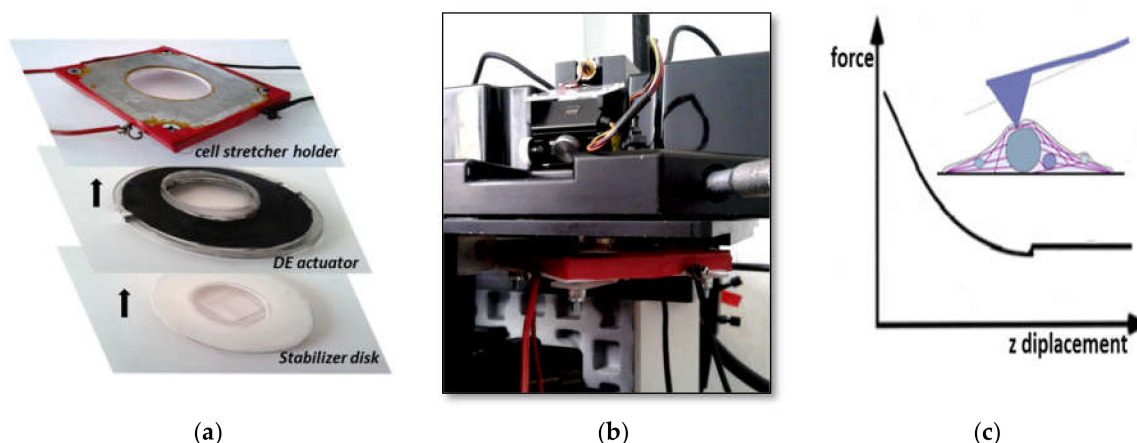 cell stretcher holder
DE actuator
Stabilizer disk
force
z diplacement
(a)
(b)
(c)